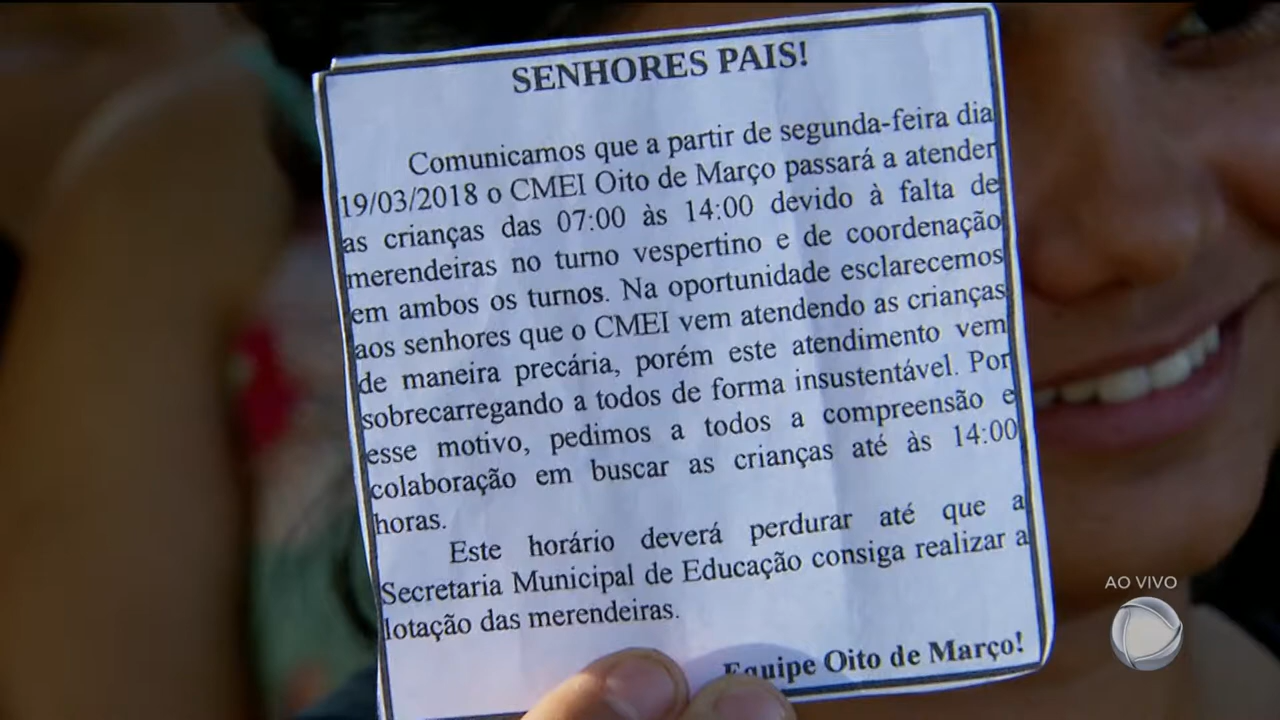 SENHORES PAIS!
Comunicamos que a partir de segunda-feira dia
19/03/2018 o CMEI Oito de Março passará a atender
as crianças das 07:00 às 14:00 devido à falta de
merendeiras no turno vespertino e de coordenação
em ambos os turnos. Na oportunidade esclarecemos
aos senhores que o CMEI vem atendendo as crianças
de maneira precária, porém este atendimento vem
sobrecarregando a todos de forma insustentável. Por
esse motivo, pedimos a todos a compreensão e
colaboração em buscar as crianças até às 14:00
horas.
Este horário deverá perdurar até que a
Secretaria Municipal de Educação consiga realizar a
lotação das merendeiras.
Equipe Oito de Março!
AO VIVO